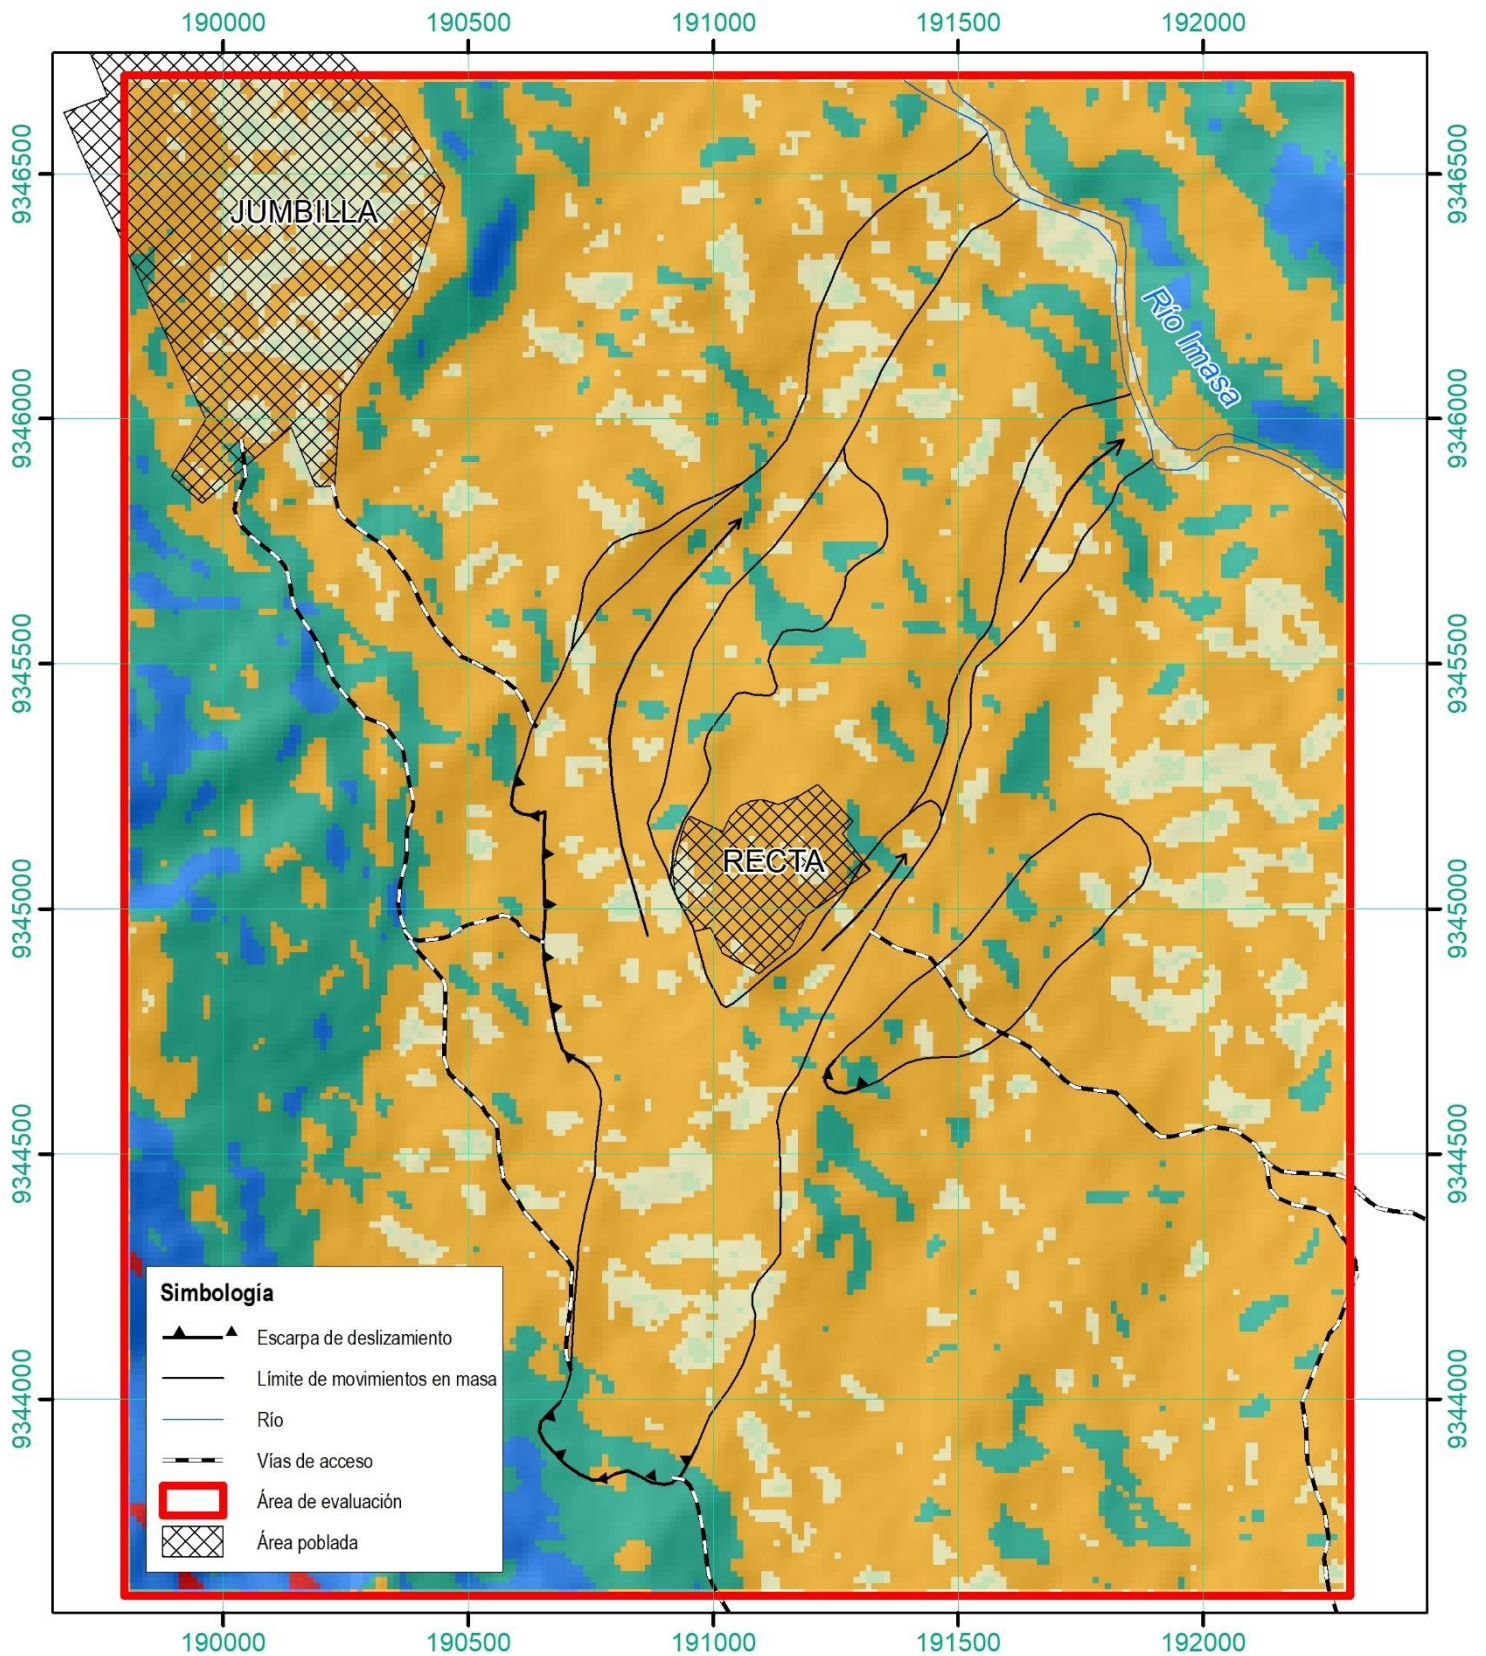 190000 190500 191000 191500 192000
9346500 9346500
JUMBILLA
Río Imasa
9346000 9346000
9345500 9345500
RECTA
9345000 9345000
9344500 9344500
9344000 9344000
Simbología
Escarpa de deslizamiento
Límite de movimientos en masa
Río
Vías de acceso
Área de evaluación
Área poblada
190000 190500 191000 191500 192000